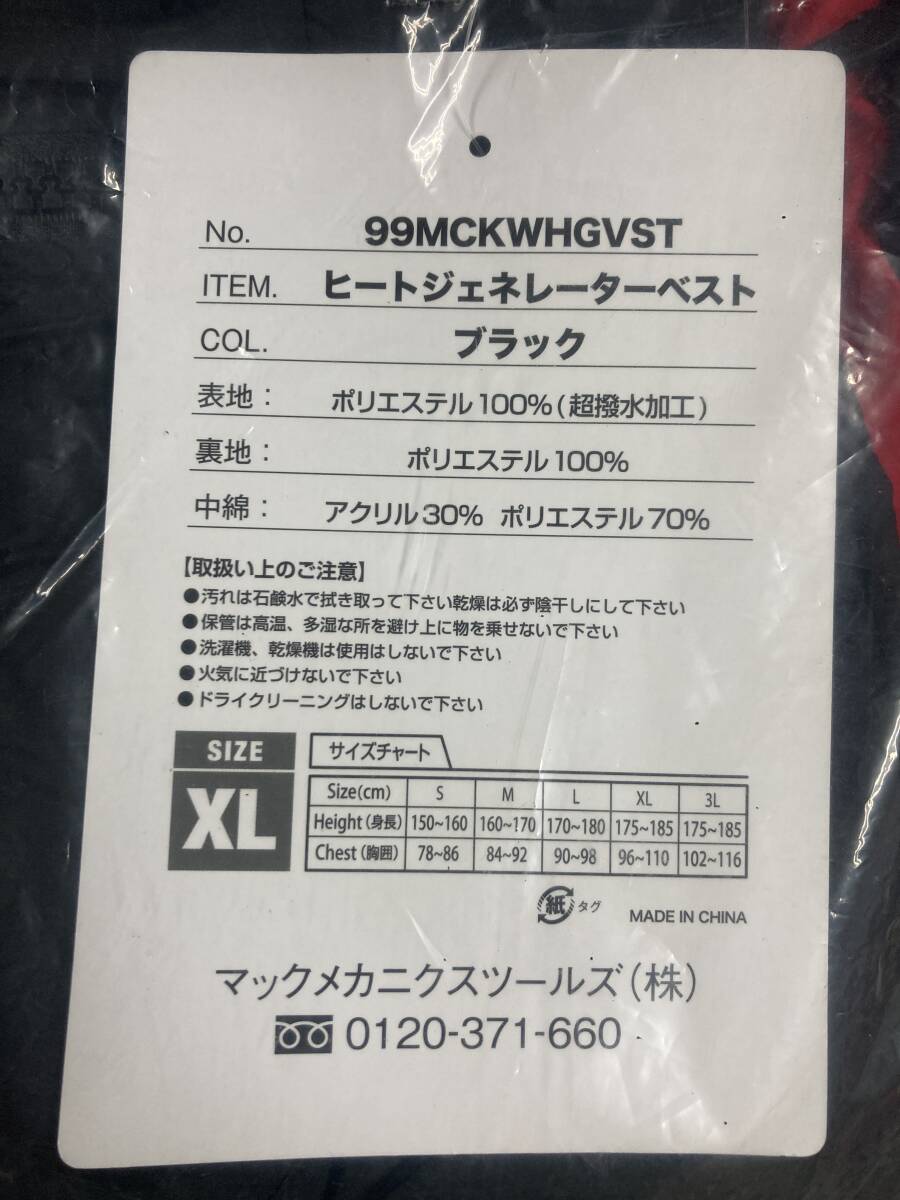 No. 99MCKWHGVST
ITEM. ヒートジェネレーターベスト
COL. ブラック
表地： ポリエステル100%(超撥水加工)
裏地： ポリエステル100%
中綿： アクリル30% ポリエステル70%
【取扱い上のご注意】
●汚れは石鹸水で拭き取って下さい乾燥は必ず陰干しにして下さい
●保管は高温、多湿な所を避け上に物を乗せないで下さい
●洗濯機、乾燥機は使用はしないで下さい
●火気に近づけないで下さい
●ドライクリーニングはしないで下さい
SIZE
XL
サイズチャート
Size(cm) S M L XL 3L
Height(身長) 150~160 160~170 170~180 175~185 175~185
Chest(胸囲) 78~86 84~92 90~98 96~110 102~116
紙 タグ
MADE IN CHINA
マックメカニクスツールズ(株)
0120-371-660